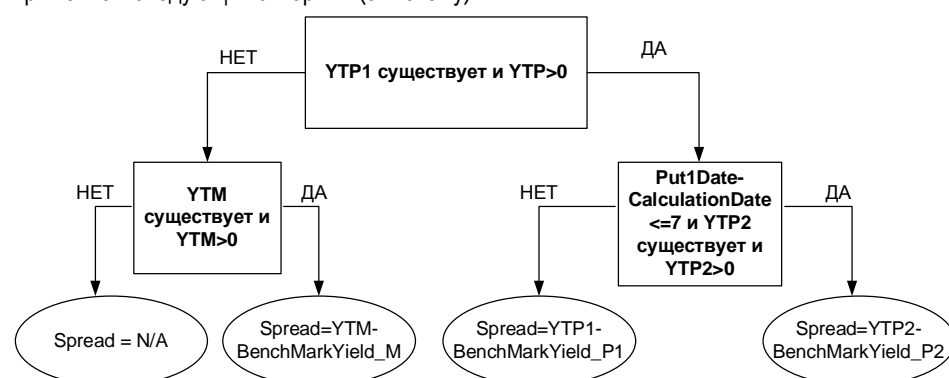 НЕТ
YTP1 существует и YTP>0
ДА
НЕТ
YTM
существует и
YTM>0
ДА
НЕТ
Put1Date-
CalculationDate
<=7 и YTP2
существует и
YTP2>0
ДА
Spread = N/A
Spread=YTM-
BenchMarkYield_M
Spread=YTP1-
BenchMarkYield_P1
Spread=YTP2-
BenchMarkYield_P2